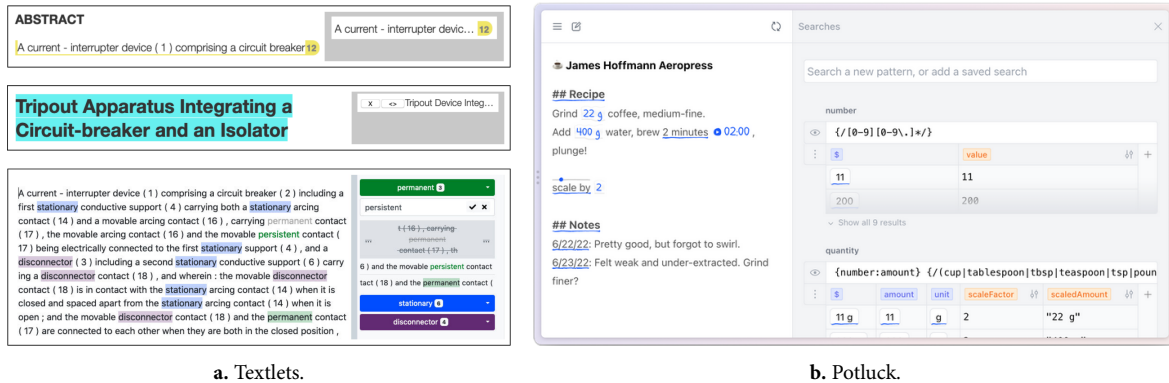 ABSTRACT
A current - interrupter device ( 1 ) comprising a circuit breaker 12
A current - interrupter devic... 12
Tripout Apparatus Integrating a
Circuit-breaker and an Isolator
X <> Tripout Device Integ...
A current - interrupter device ( 1 ) comprising a circuit breaker ( 2 ) including a
first stationary conductive support ( 4 ) carrying both a stationary arcing
contact ( 14 ) and a movable arcing contact ( 16 ) , carrying permanent contact
( 17 ) , the movable arcing contact ( 16 ) and the movable persistent contact (
17 ) being electrically connected to the first stationary support ( 4 ) , and a
disconnector ( 3 ) including a second stationary conductive support ( 6 ) carry
ing a disconnector contact ( 18 ) , and wherein : the movable disconnector
contact ( 18 ) is in contact with the stationary arcing contact ( 14 ) when it is
closed and spaced apart from the stationary arcing contact ( 14 ) when it is
open ; and the movable disconnector contact ( 18 ) and the permanent contact
( 17 ) are connected to each other when they are both in the closed position ,
permanent 3
persistent
t ( 16 ) , carrying
permanent
contact ( 17 ) , th
6 ) and the movable persistent contact
tact ( 18 ) and the permanent contact (
stationary 6
disconnector 4
a. Textlets.
☕ James Hoffmann Aeropress
## Recipe
Grind 22 g coffee, medium-fine.
Add 400 g water, brew 2 minutes 02:00 ,
plunge!
scale by 2
## Notes
6/22/22: Pretty good, but forgot to swirl.
6/23/22: Felt weak and under-extracted. Grind
finer?
Searches
Search a new pattern, or add a saved search
number
{/[0-9][0-9\.]*/}
$ value
11 11
200 200
Show all 9 results
quantity
{number:amount} {/(cup|tablespoon|tbsp|teaspoon|tsp|poun
$ amount unit scaleFactor scaledAmount
11 g 11 g 2 "22 g"
b. Potluck.